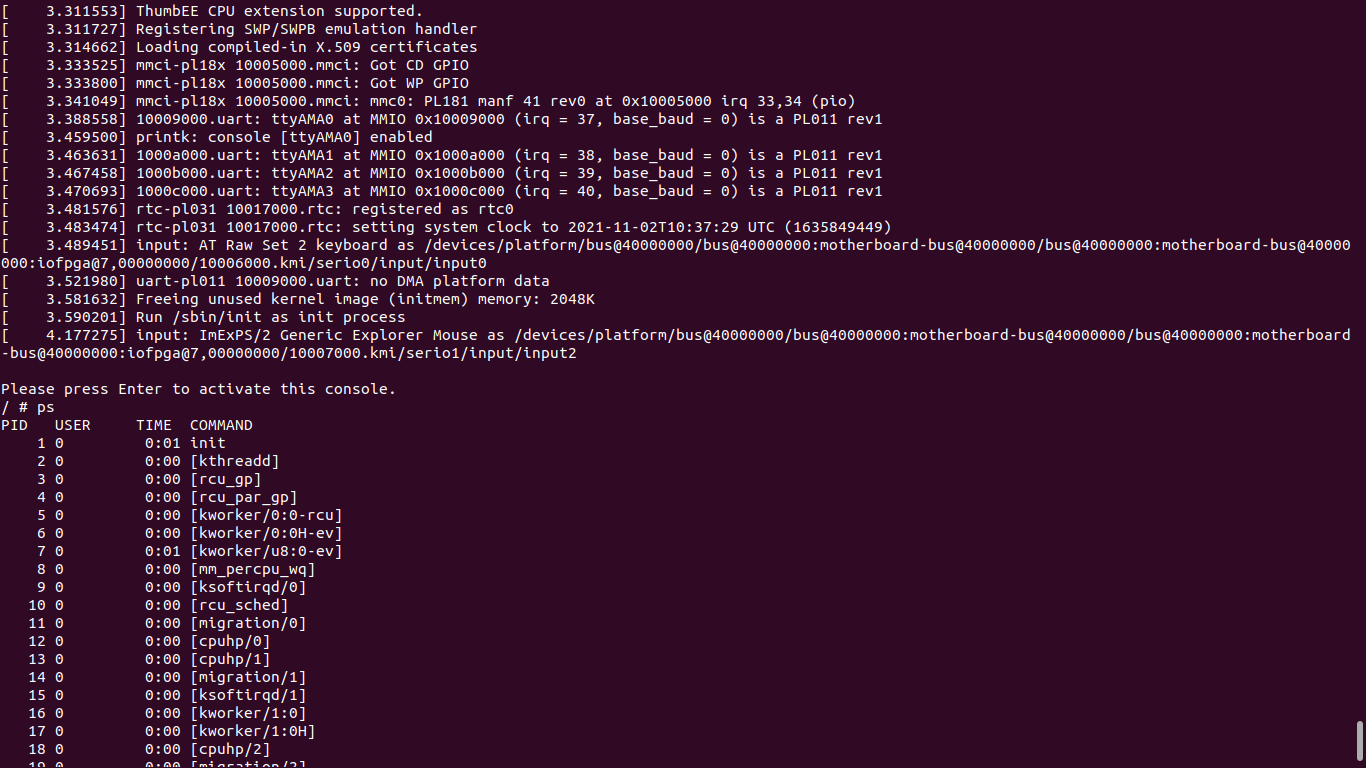 [    3.311553] ThumbEE CPU extension supported.
[    3.311727] Registering SWP/SWPB emulation handler
[    3.314662] Loading compiled-in X.509 certificates
[    3.333525] mmci-pl18x 10005000.mmci: Got CD GPIO
[    3.333800] mmci-pl18x 10005000.mmci: Got WP GPIO
[    3.341049] mmci-pl18x 10005000.mmci: mmc0: PL181 manf 41 rev0 at 0x10005000 irq 33,34 (pio)
[    3.388558] 10009000.uart: ttyAMA0 at MMIO 0x10009000 (irq = 37, base_baud = 0) is a PL011 rev1
[    3.459500] printk: console [ttyAMA0] enabled
[    3.463631] 1000a000.uart: ttyAMA1 at MMIO 0x1000a000 (irq = 38, base_baud = 0) is a PL011 rev1
[    3.467458] 1000b000.uart: ttyAMA2 at MMIO 0x1000b000 (irq = 39, base_baud = 0) is a PL011 rev1
[    3.470693] 1000c000.uart: ttyAMA3 at MMIO 0x1000c000 (irq = 40, base_baud = 0) is a PL011 rev1
[    3.481576] rtc-pl031 10017000.rtc: registered as rtc0
[    3.483474] rtc-pl031 10017000.rtc: setting system clock to 2021-11-02T10:37:29 UTC (1635849449)
[    3.489451] input: AT Raw Set 2 keyboard as /devices/platform/bus@40000000/bus@40000000:motherboard-bus@40000000/bus@40000000:motherboard-bus@40000
000:iofpga@7,00000000/10006000.kmi/serio0/input/input0
[    3.521980] uart-pl011 10009000.uart: no DMA platform data
[    3.581632] Freeing unused kernel image (initmem) memory: 2048K
[    3.590201] Run /sbin/init as init process
[    4.177275] input: ImExPS/2 Generic Explorer Mouse as /devices/platform/bus@40000000/bus@40000000:motherboard-bus@40000000/bus@40000000:motherboard
-bus@40000000:iofpga@7,00000000/10007000.kmi/serio1/input/input2

Please press Enter to activate this console.
/ # ps
PID   USER     TIME  COMMAND
    1 0         0:01 init
    2 0         0:00 [kthreadd]
    3 0         0:00 [rcu_gp]
    4 0         0:00 [rcu_par_gp]
    5 0         0:00 [kworker/0:0-rcu]
    6 0         0:00 [kworker/0:0H-ev]
    7 0         0:01 [kworker/u8:0-ev]
    8 0         0:00 [mm_percpu_wq]
    9 0         0:00 [ksoftirqd/0]
   10 0         0:00 [rcu_sched]
   11 0         0:00 [migration/0]
   12 0         0:00 [cpuhp/0]
   13 0         0:00 [cpuhp/1]
   14 0         0:00 [migration/1]
   15 0         0:00 [ksoftirqd/1]
   16 0         0:00 [kworker/1:0]
   17 0         0:00 [kworker/1:0H]
   18 0         0:00 [cpuhp/2]
   19 0         0:00 [migration/2]